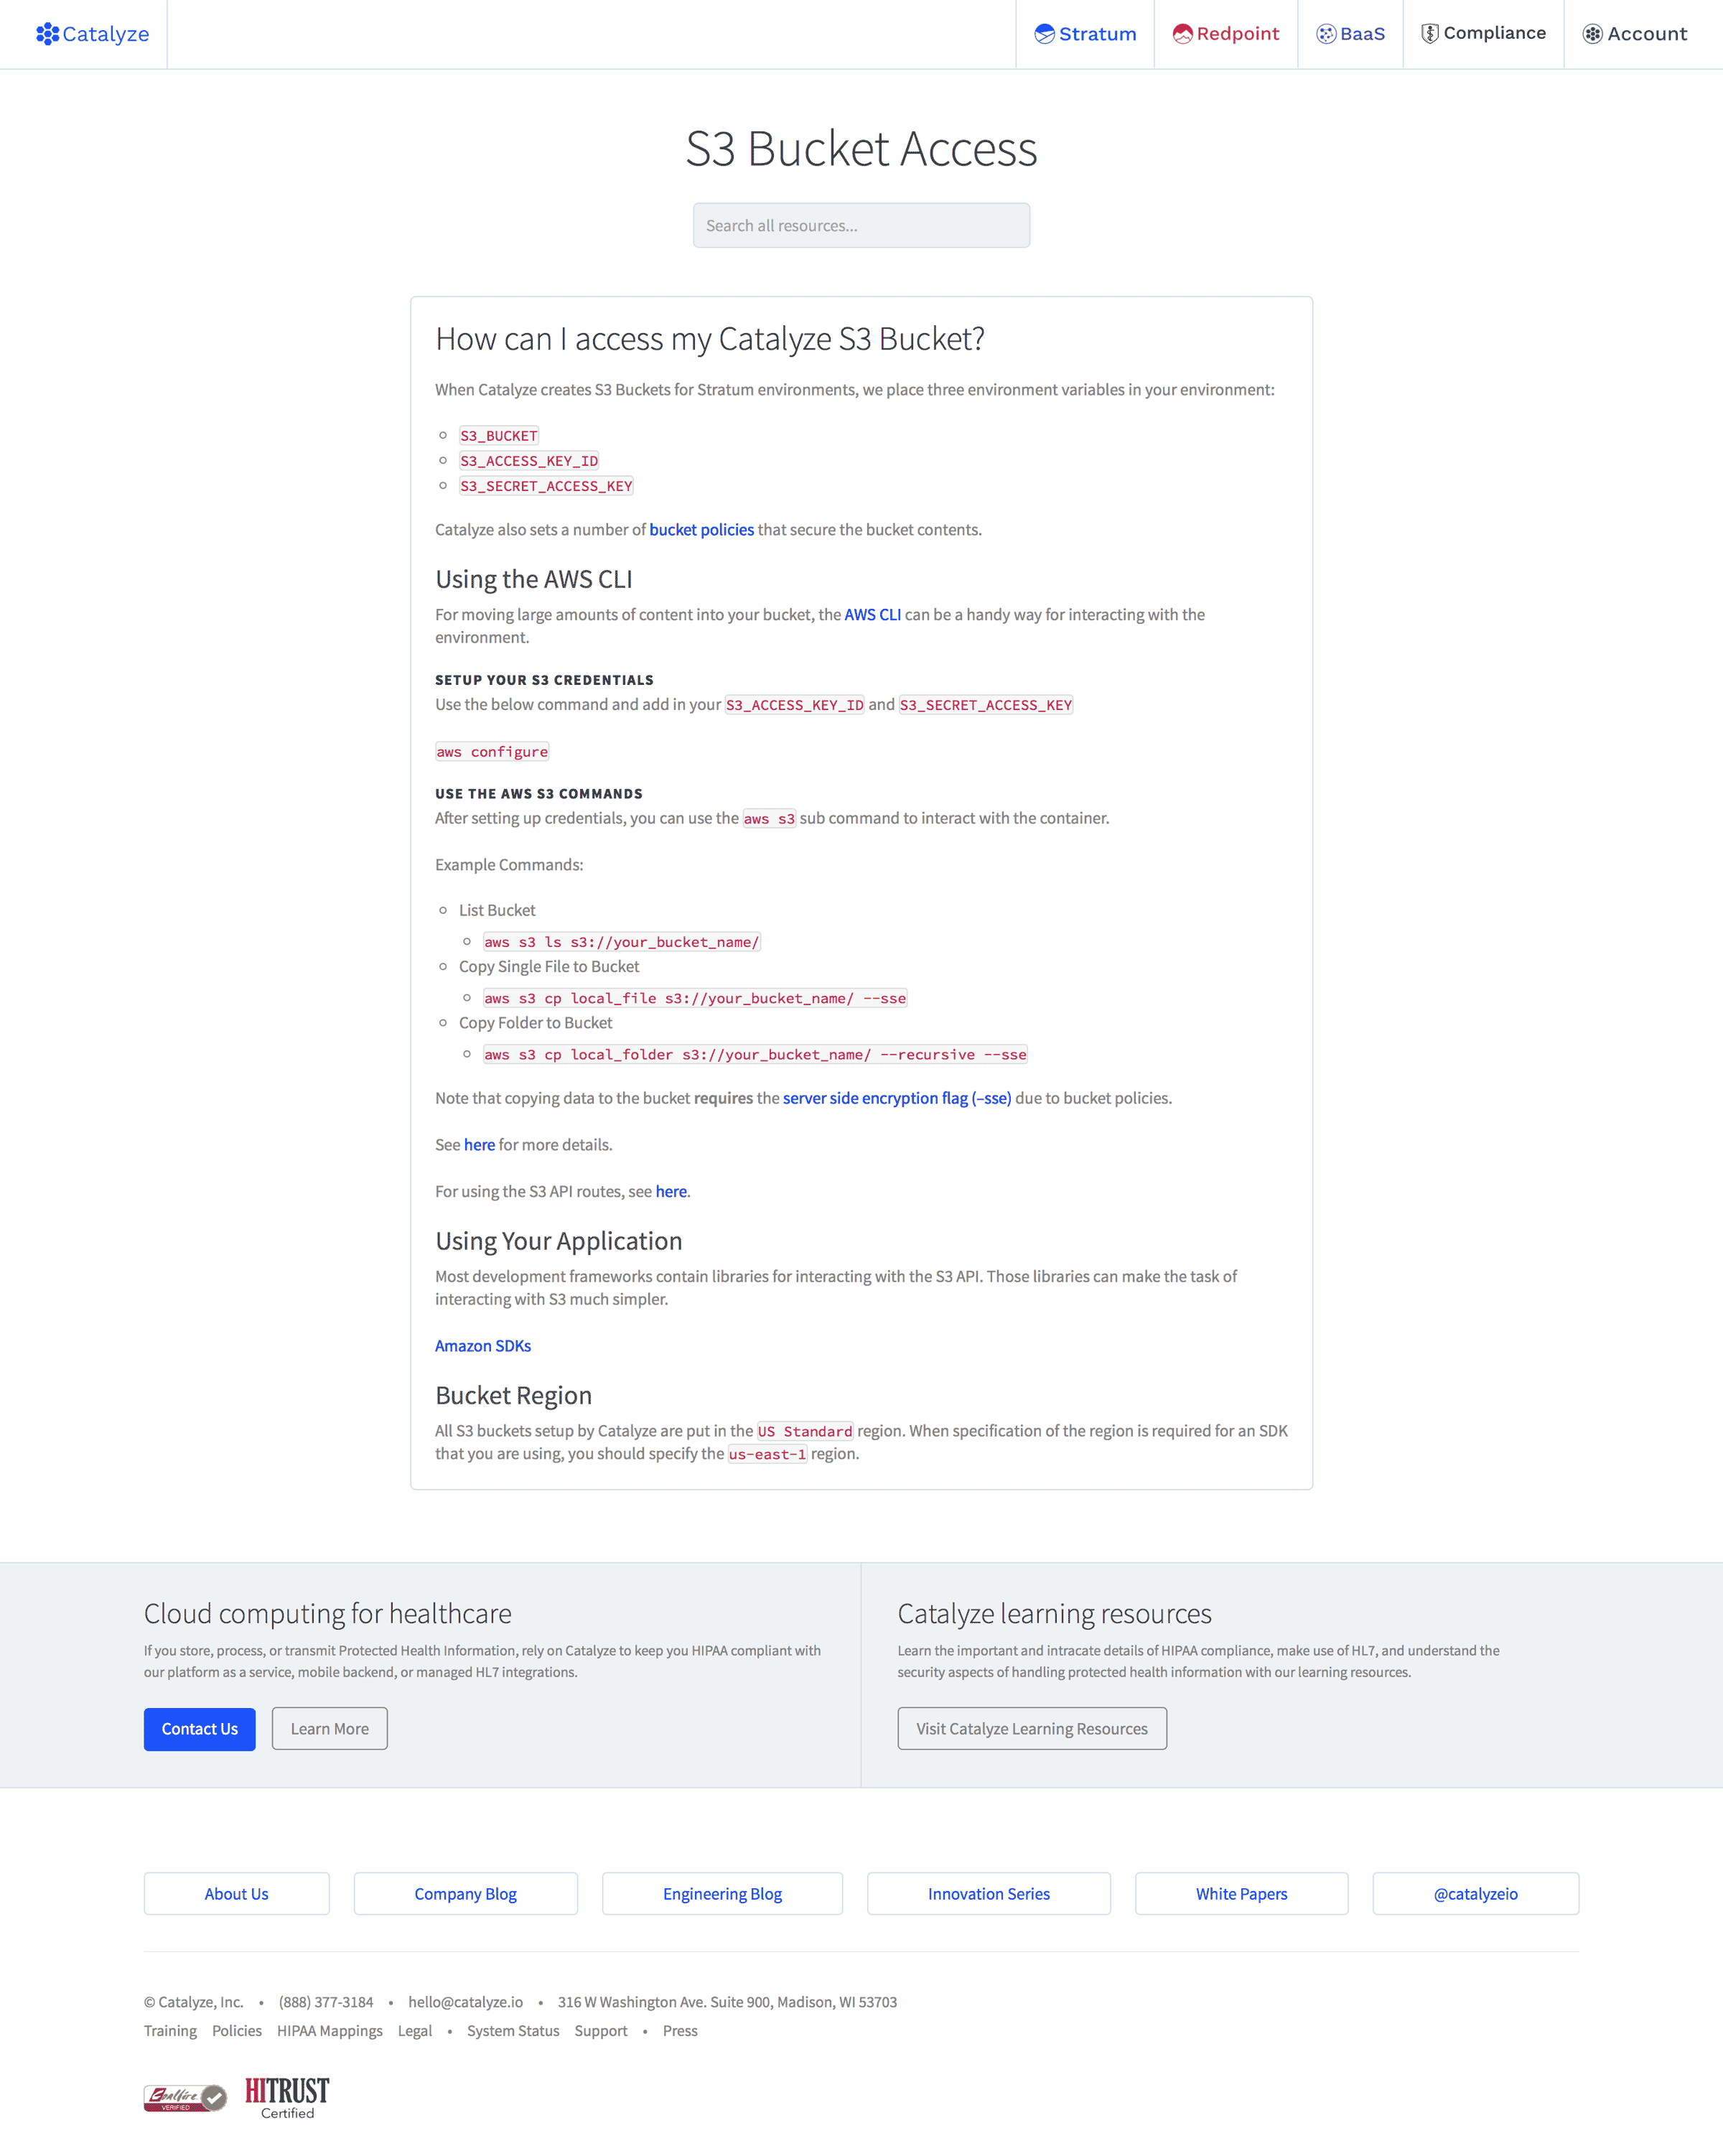 Catalyze
Stratum
Redpoint
BaaS
Compliance
Account
S3 Bucket Access
Search all resources...
How can I access my Catalyze S3 Bucket?
When Catalyze creates S3 Buckets for Stratum environments, we place three environment variables in your environment:
S3_BUCKET
S3_ACCESS_KEY_ID
S3_SECRET_ACCESS_KEY
Catalyze also sets a number of bucket policies that secure the bucket contents.
Using the AWS CLI
For moving large amounts of content into your bucket, the AWS CLI can be a handy way for interacting with the
environment.
SETUP YOUR S3 CREDENTIALS
Use the below command and add in your S3_ACCESS_KEY_ID and S3_SECRET_ACCESS_KEY
aws configure
USE THE AWS S3 COMMANDS
After setting up credentials, you can use the aws s3 sub command to interact with the container.
Example Commands:
List Bucket
aws s3 ls s3://your_bucket_name/
Copy Single File to Bucket
aws s3 cp local_file s3://your_bucket_name/ --sse
Copy Folder to Bucket
aws s3 cp local_folder s3://your_bucket_name/ --recursive --sse
Note that copying data to the bucket requires the server side encryption flag (–sse) due to bucket policies.
See here for more details.
For using the S3 API routes, see here.
Using Your Application
Most development frameworks contain libraries for interacting with the S3 API. Those libraries can make the task of
interacting with S3 much simpler.
Amazon SDKs
Bucket Region
All S3 buckets setup by Catalyze are put in the US Standard region. When specification of the region is required for an SDK
that you are using, you should specify the us-east-1 region.
Cloud computing for healthcare
If you store, process, or transmit Protected Health Information, rely on Catalyze to keep you HIPAA compliant with
our platform as a service, mobile backend, or managed HL7 integrations.
Contact Us
Learn More
Catalyze learning resources
Learn the important and intracate details of HIPAA compliance, make use of HL7, and understand the
security aspects of handling protected health information with our learning resources.
Visit Catalyze Learning Resources
About Us
Company Blog
Engineering Blog
Innovation Series
White Papers
@catalyzeio
© Catalyze, Inc. • (888) 377-3184 • hello@catalyze.io • 316 W Washington Ave. Suite 900, Madison, WI 53703
Training Policies HIPAA Mappings Legal • System Status Support • Press
Coalfire
VERIFIED
HITRUST
Certified